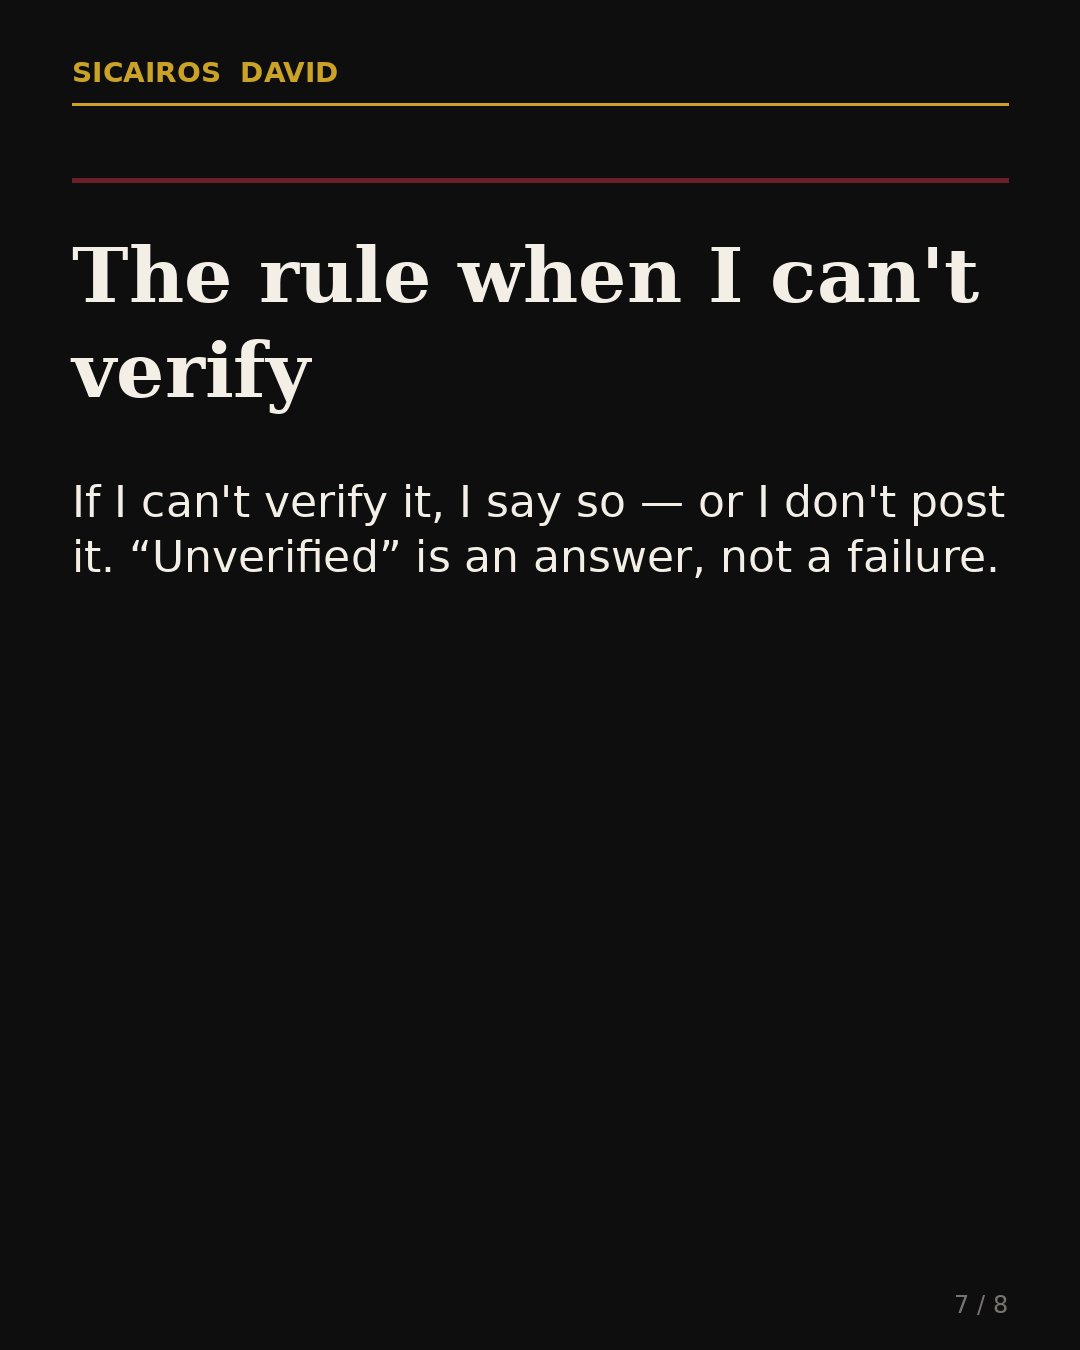 SICAIROS DAVID
The rule when I can't
verify
If I can't verify it, I say so — or I don't post
it. “Unverified” is an answer, not a failure.
7 / 8